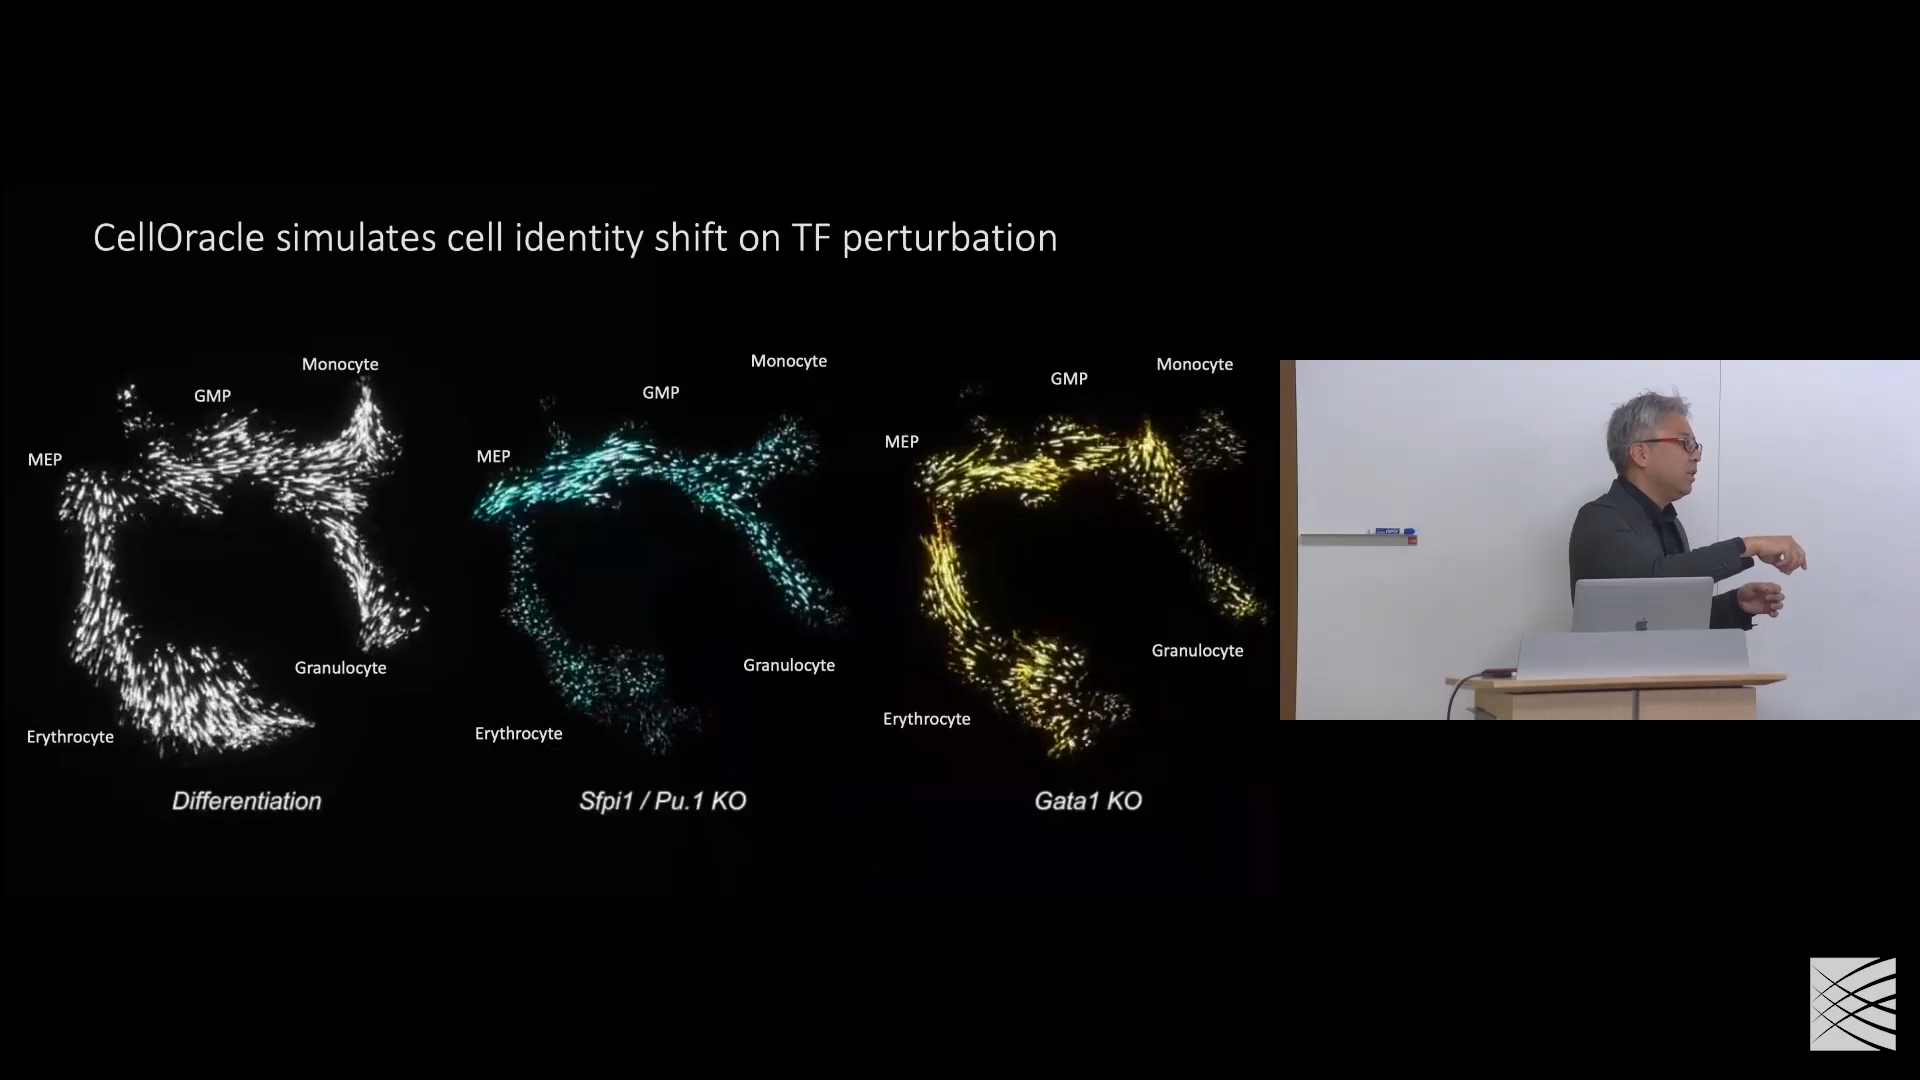 CellOracle simulates cell identity shift on TF perturbation
Monocyte
GMP
MEP
Granulocyte
Erythrocyte
Differentiation
Monocyte
GMP
MEP
Granulocyte
Erythrocyte
Sfpi1 / Pu.1 KO
Monocyte
GMP
MEP
Granulocyte
Erythrocyte
Gata1 KO